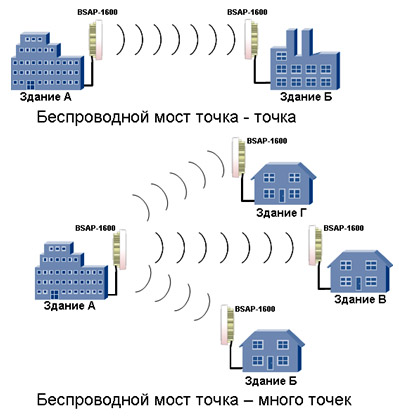 BSAP-1600 BSAP-1600
Здание А Здание Б
Беспроводной мост точка - точка
BSAP-1600
Здание Г
BSAP-1600 BSAP-1600
Здание А Здание В
BSAP-1600
Здание Б
Беспроводной мост точка – много точек